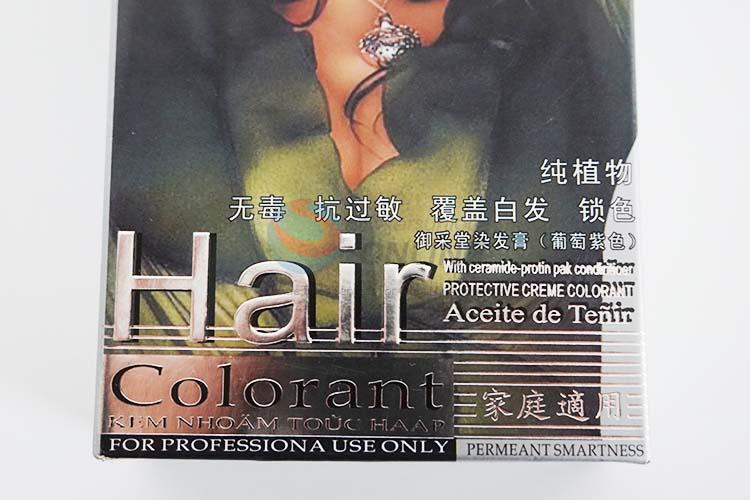 纯植物
无毒 抗过敏 覆盖白发 锁色
御采堂染发膏（葡萄紫色）
Hair
With ceramide-protin pak condinioer
PROTECTIVE CREME COLORANT
Aceite de Teñir
Colorant
KEM NHOÄM TOÙC HAAP
家庭適用
FOR PROFESSIONA USE ONLY
PERMEANT SMARTNESS